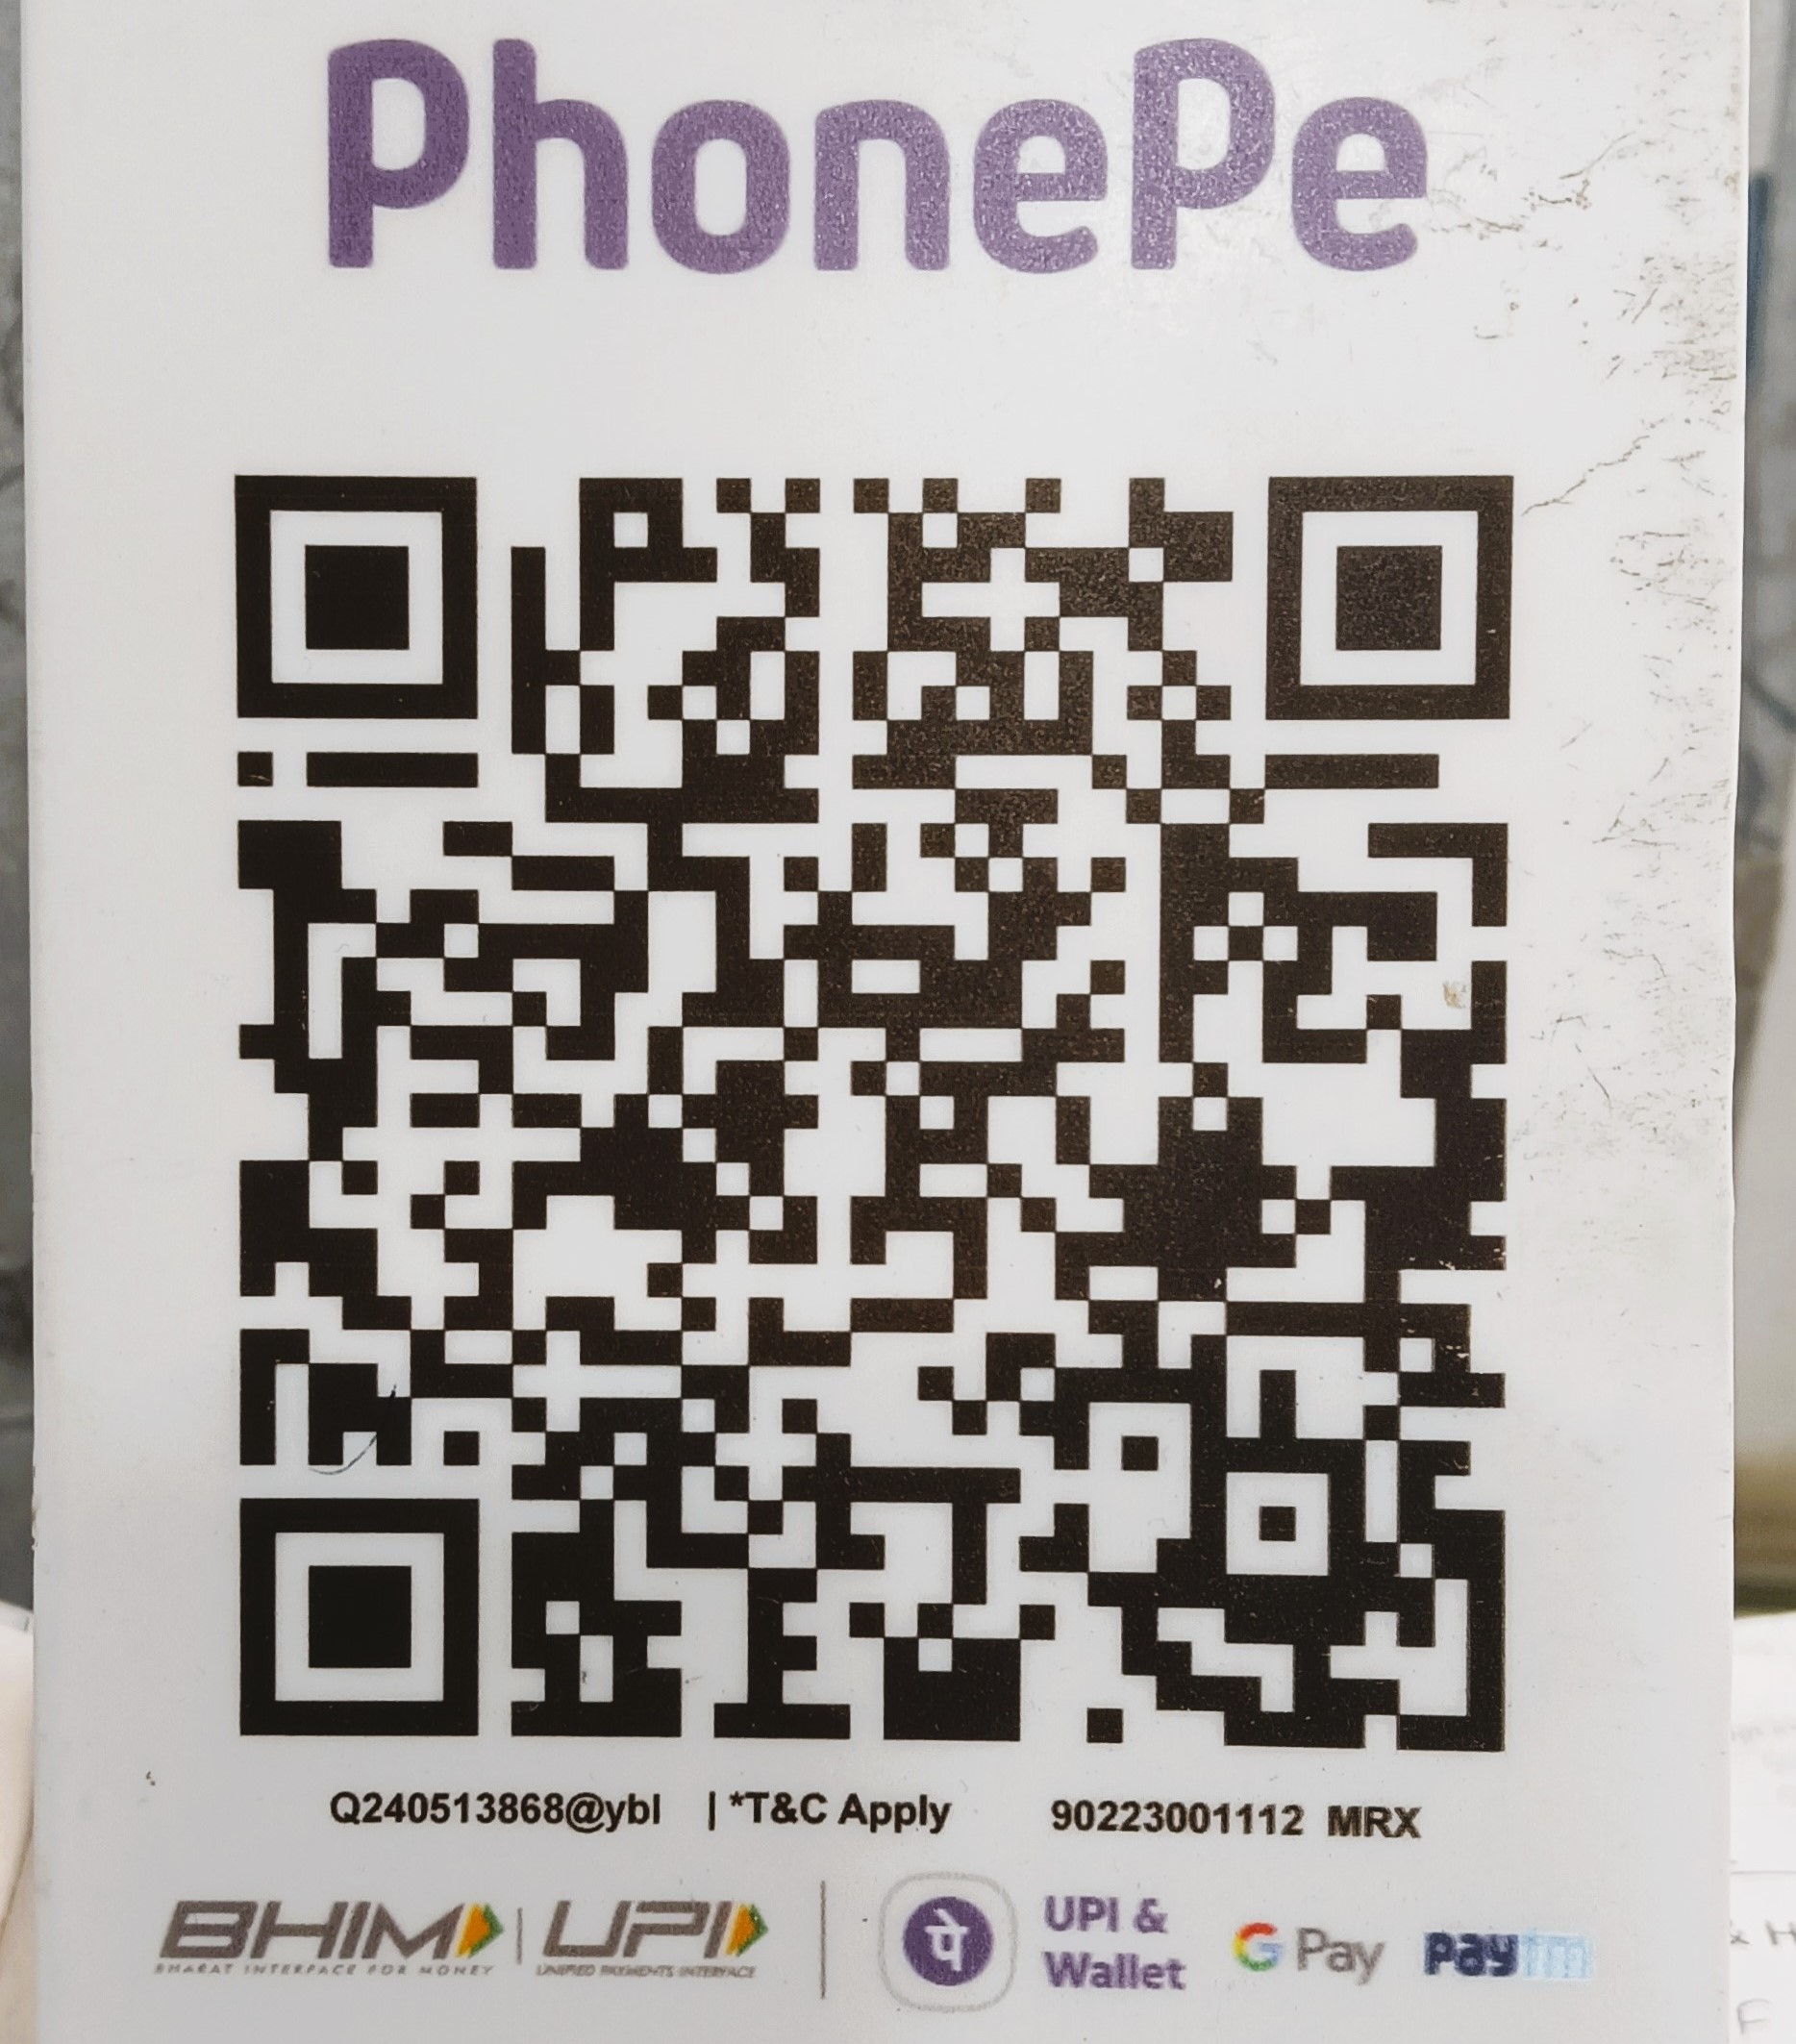 PhonePe
Q240513868@ybl | *T&C Apply 90223001112 MRX
BHIM | UPI
BHARAT INTERFACE FOR MONEY UNIFIED PAYMENTS INTERFACE
पे UPI & Wallet
G Pay
paytm